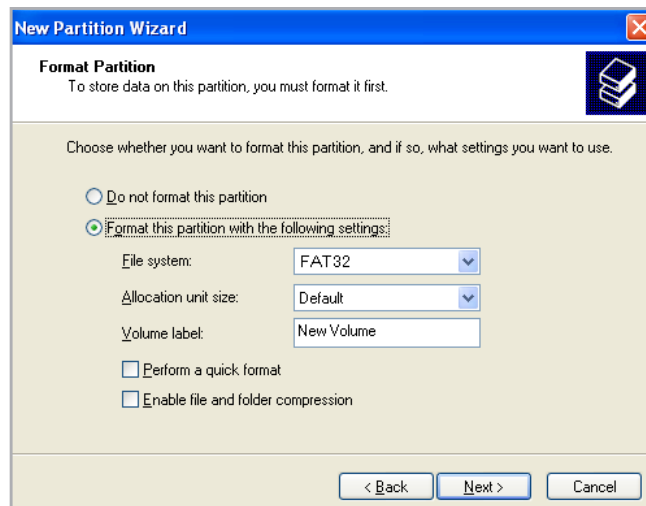 New Partition Wizard
Format Partition
To store data on this partition, you must format it first.
Choose whether you want to format this partition, and if so, what settings you want to use.
Do not format this partition
Format this partition with the following settings:
File system: FAT32
Allocation unit size: Default
Volume label: New Volume
Perform a quick format
Enable file and folder compression
< Back Next > Cancel